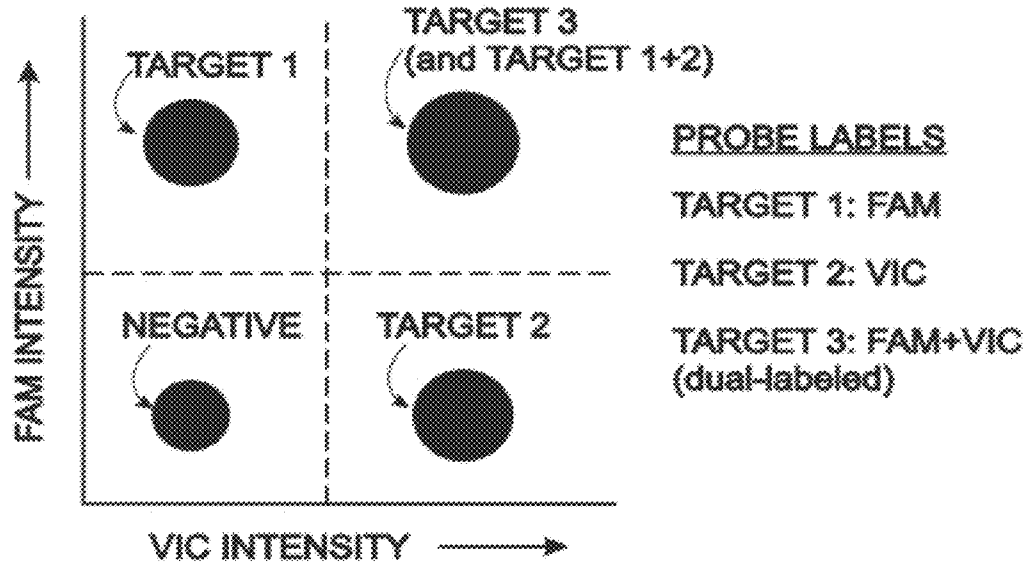 TARGET 1
TARGET 3
(and TARGET 1+2)
NEGATIVE
TARGET 2
FAM INTENSITY
VIC INTENSITY
PROBE LABELS
TARGET 1: FAM
TARGET 2: VIC
TARGET 3: FAM+VIC
(dual-labeled)